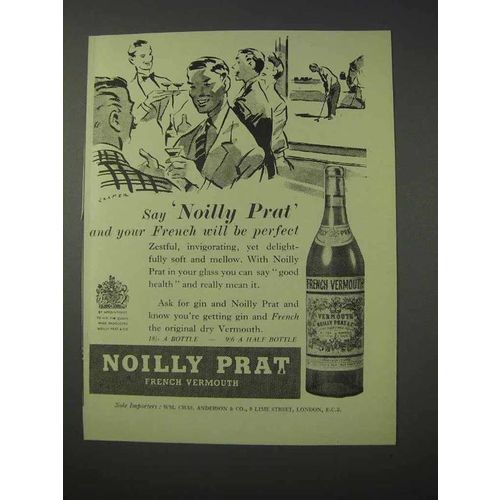 Say 'Noilly Prat'
and your French will be perfect
Zestful, invigorating, yet delight-
fully soft and mellow. With Noilly
Prat in your glass you can say "good
health" and really mean it.
Ask for gin and Noilly Prat and
know you're getting gin and French
the original dry Vermouth.
18/- A BOTTLE — 9/6 A HALF BOTTLE
BY APPOINTMENT
NOILLY PRAT
FRENCH VERMOUTH
Sole Importers: WM. CHAS. ANDERSON & CO., 8 LIME STREET, LONDON, E.C.3.
FRENCH VERMOUTH
VERMOUTH
NOILLY PRAT